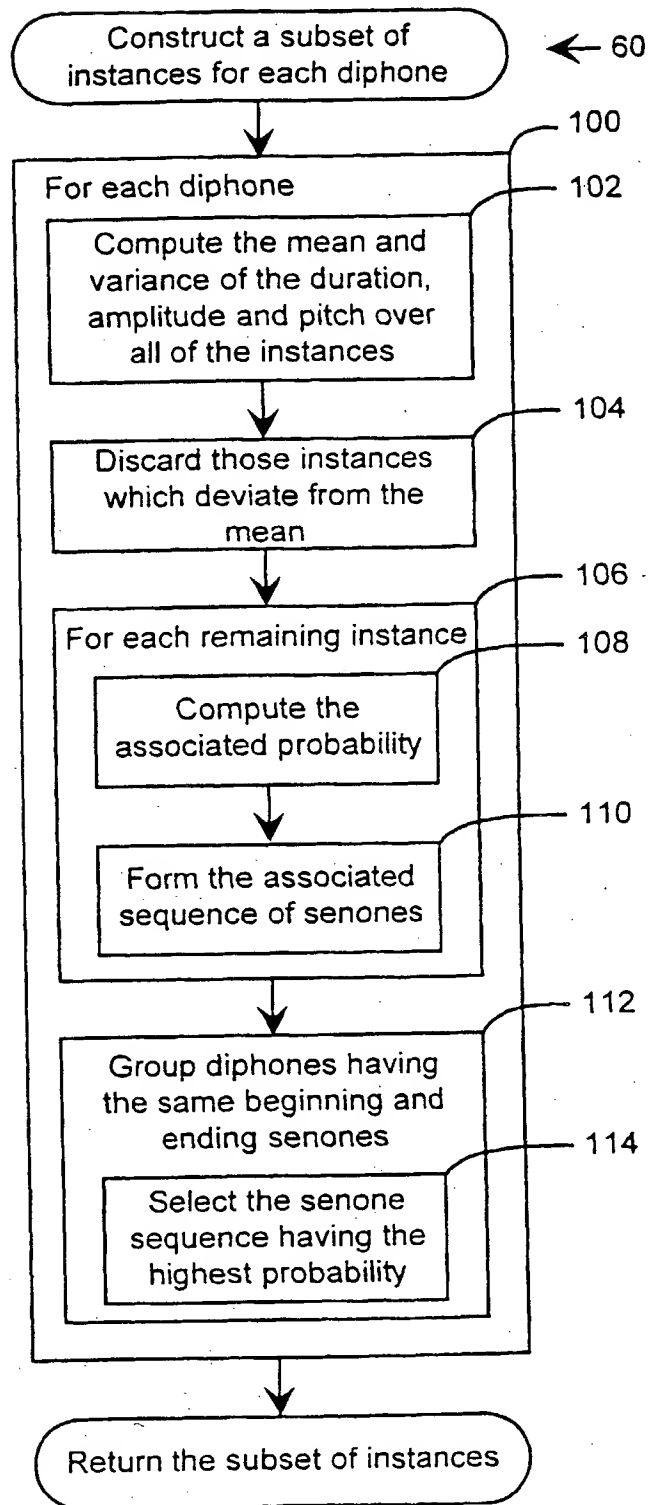 Construct a subset of
instances for each diphone
60
100
For each diphone
102
Compute the mean and
variance of the duration,
amplitude and pitch over
all of the instances
104
Discard those instances
which deviate from the
mean
106
For each remaining instance
108
Compute the
associated probability
110
Form the associated
sequence of senones
112
Group diphones having
the same beginning and
ending senones
114
Select the senone
sequence having the
highest probability
Return the subset of instances